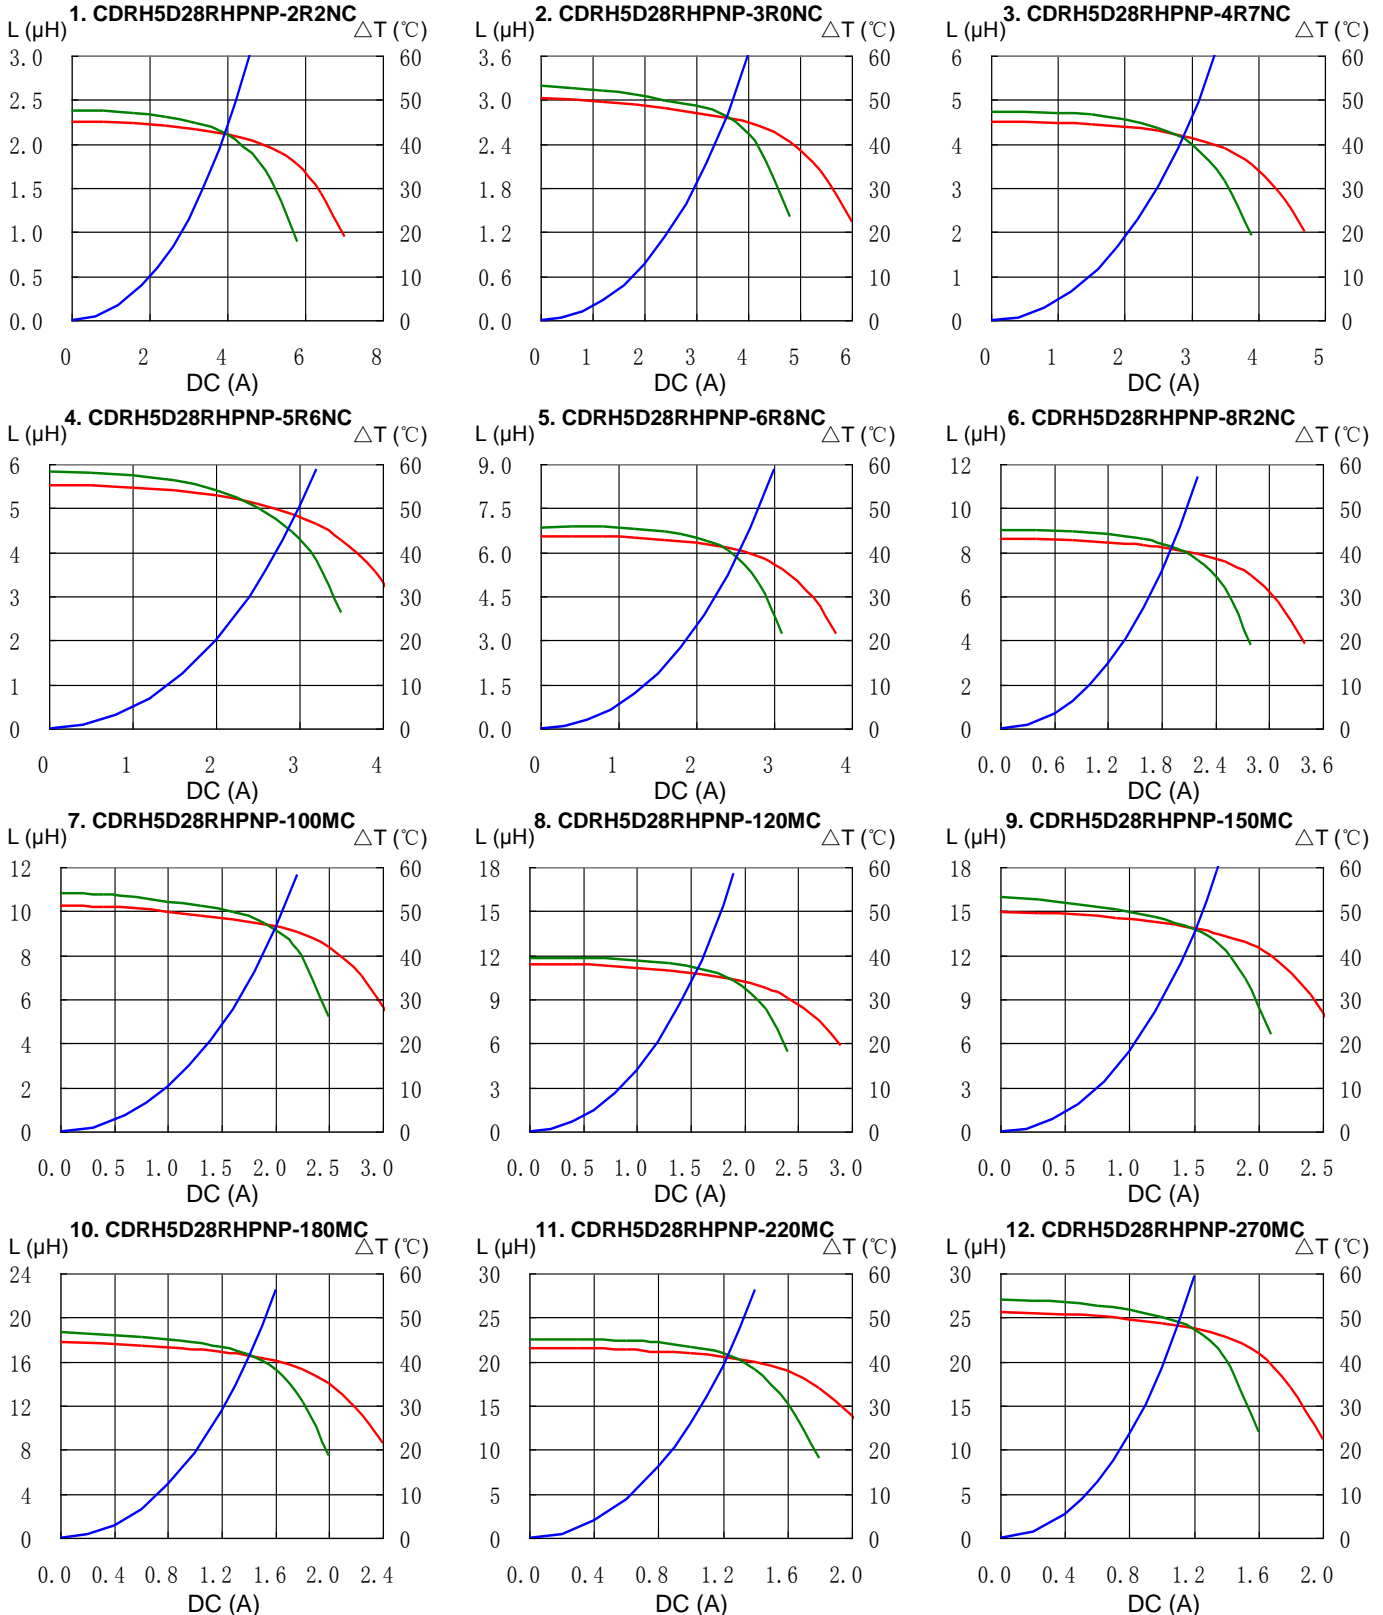 1. CDRH5D28RHPNP-2R2NC
L (µH) △T (℃)
3.0 60
2.5 50
2.0 40
1.5 30
1.0 20
0.5 10
0.0 0
0 2 4 6 8
DC (A)
2. CDRH5D28RHPNP-3R0NC
L (µH) △T (℃)
3.6 60
3.0 50
2.4 40
1.8 30
1.2 20
0.6 10
0.0 0
0 1 2 3 4 5 6
DC (A)
3. CDRH5D28RHPNP-4R7NC
L (µH) △T (℃)
6 60
5 50
4 40
3 30
2 20
1 10
0 0
0 1 2 3 4 5
DC (A)
4. CDRH5D28RHPNP-5R6NC
L (µH) △T (℃)
6 60
5 50
4 40
3 30
2 20
1 10
0 0
0 1 2 3 4
DC (A)
5. CDRH5D28RHPNP-6R8NC
L (µH) △T (℃)
9.0 60
7.5 50
6.0 40
4.5 30
3.0 20
1.5 10
0.0 0
0 1 2 3 4
DC (A)
6. CDRH5D28RHPNP-8R2NC
L (µH) △T (℃)
12 60
10 50
8 40
6 30
4 20
2 10
0 0
0.0 0.6 1.2 1.8 2.4 3.0 3.6
DC (A)
7. CDRH5D28RHPNP-100MC
L (µH) △T (℃)
12 60
10 50
8 40
6 30
4 20
2 10
0 0
0.0 0.5 1.0 1.5 2.0 2.5 3.0
DC (A)
8. CDRH5D28RHPNP-120MC
L (µH) △T (℃)
18 60
15 50
12 40
9 30
6 20
3 10
0 0
0.0 0.5 1.0 1.5 2.0 2.5 3.0
DC (A)
9. CDRH5D28RHPNP-150MC
L (µH) △T (℃)
18 60
15 50
12 40
9 30
6 20
3 10
0 0
0.0 0.5 1.0 1.5 2.0 2.5
DC (A)
10. CDRH5D28RHPNP-180MC
L (µH) △T (℃)
24 60
20 50
16 40
12 30
8 20
4 10
0 0
0.0 0.4 0.8 1.2 1.6 2.0 2.4
DC (A)
11. CDRH5D28RHPNP-220MC
L (µH) △T (℃)
30 60
25 50
20 40
15 30
10 20
5 10
0 0
0.0 0.4 0.8 1.2 1.6 2.0
DC (A)
12. CDRH5D28RHPNP-270MC
L (µH) △T (℃)
30 60
25 50
20 40
15 30
10 20
5 10
0 0
0.0 0.4 0.8 1.2 1.6 2.0
DC (A)